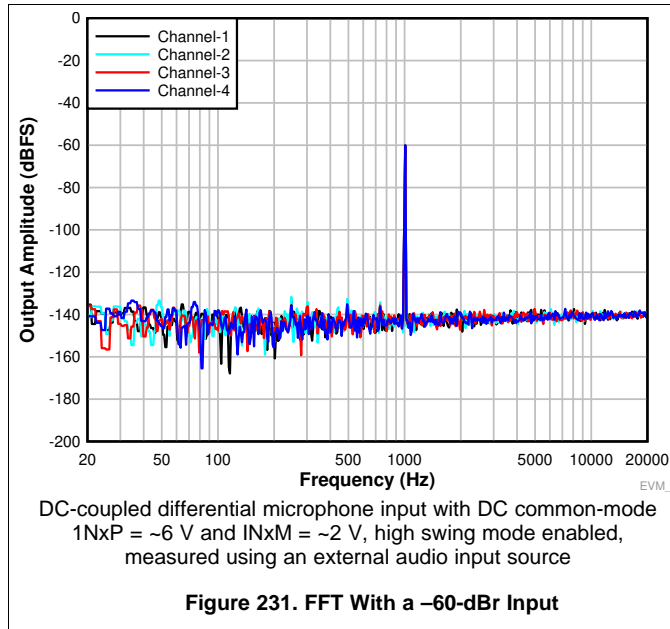 0
-20
-40
-60
-80
-100
-120
-140
-160
-180
-200
Output Amplitude (dBFS)
Channel-1
Channel-2
Channel-3
Channel-4
20 50 100 500 1000 5000 10000 20000
Frequency (Hz)
EVM_
DC-coupled differential microphone input with DC common-mode
1NxP = ~6 V and INxM = ~2 V, high swing mode enabled,
measured using an external audio input source
Figure 231. FFT With a –60-dBr Input